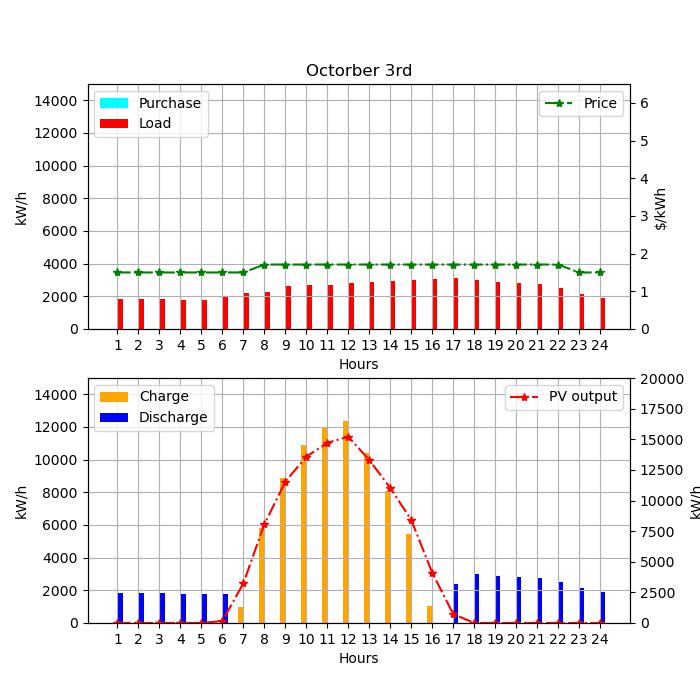 Octorber 3rd
14000
12000
10000
8000
6000
4000
2000
0
kW/h
Purchase
Load
Price
6
5
4
3
2
1
0
$/kWh
1 2 3 4 5 6 7 8 9 10 11 12 13 14 15 16 17 18 19 20 21 22 23 24
Hours
14000
12000
10000
8000
6000
4000
2000
0
kW/h
Charge
Discharge
PV output
20000
17500
15000
12500
10000
7500
5000
2500
0
kW/h
1 2 3 4 5 6 7 8 9 10 11 12 13 14 15 16 17 18 19 20 21 22 23 24
Hours